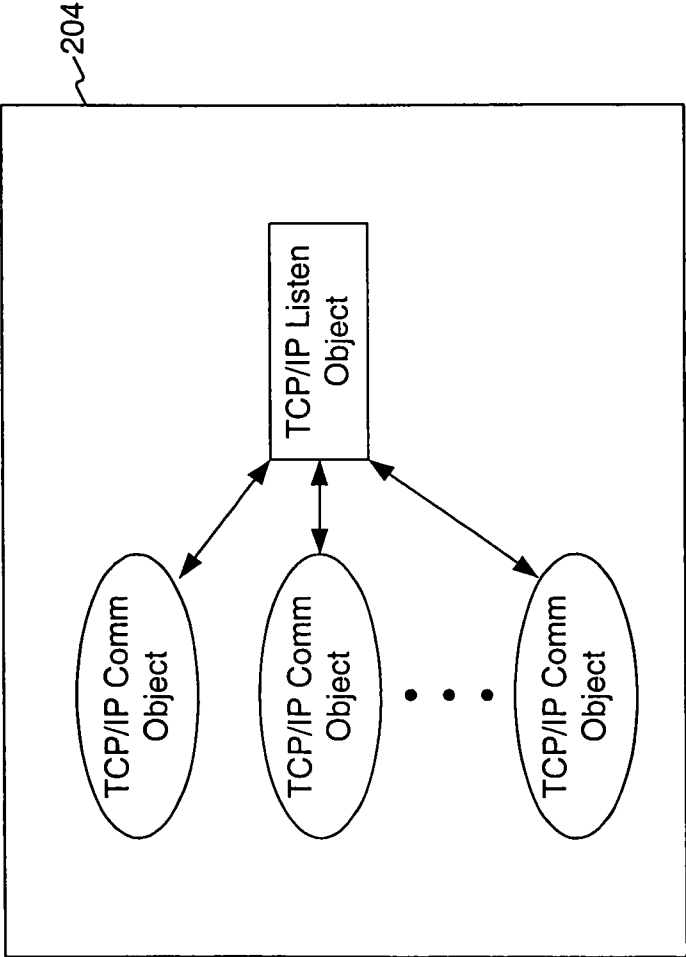 204
TCP/IP Listen
Object
TCP/IP Comm
Object
TCP/IP Comm
Object
TCP/IP Comm
Object